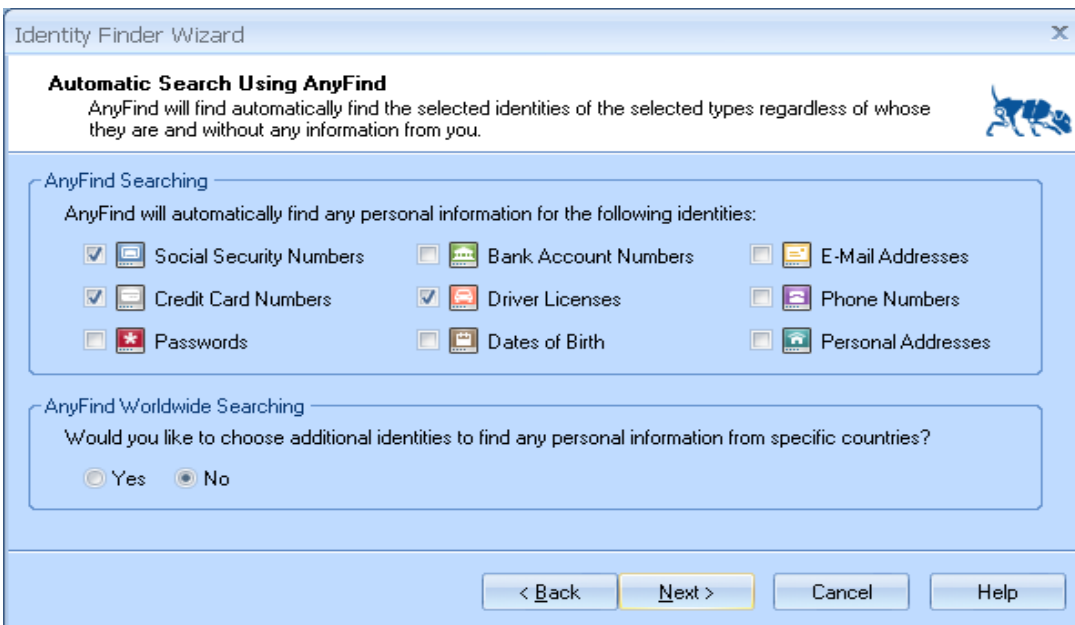 Identity Finder Wizard
Automatic Search Using AnyFind
AnyFind will find automatically find the selected identities of the selected types regardless of whose
they are and without any information from you.
AnyFind Searching
AnyFind will automatically find any personal information for the following identities:
Social Security Numbers Bank Account Numbers E-Mail Addresses
Credit Card Numbers Driver Licenses Phone Numbers
Passwords Dates of Birth Personal Addresses
AnyFind Worldwide Searching
Would you like to choose additional identities to find any personal information from specific countries?
Yes No
< Back Next > Cancel Help